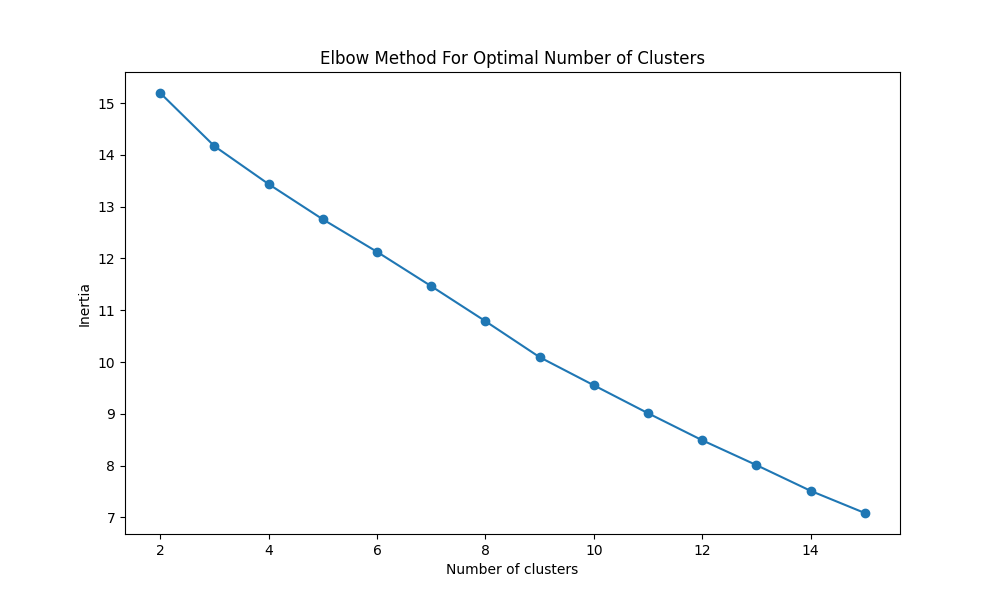 Elbow Method For Optimal Number of Clusters
15
14
13
12
11
10
9
8
7
Inertia
2 4 6 8 10 12 14
Number of clusters